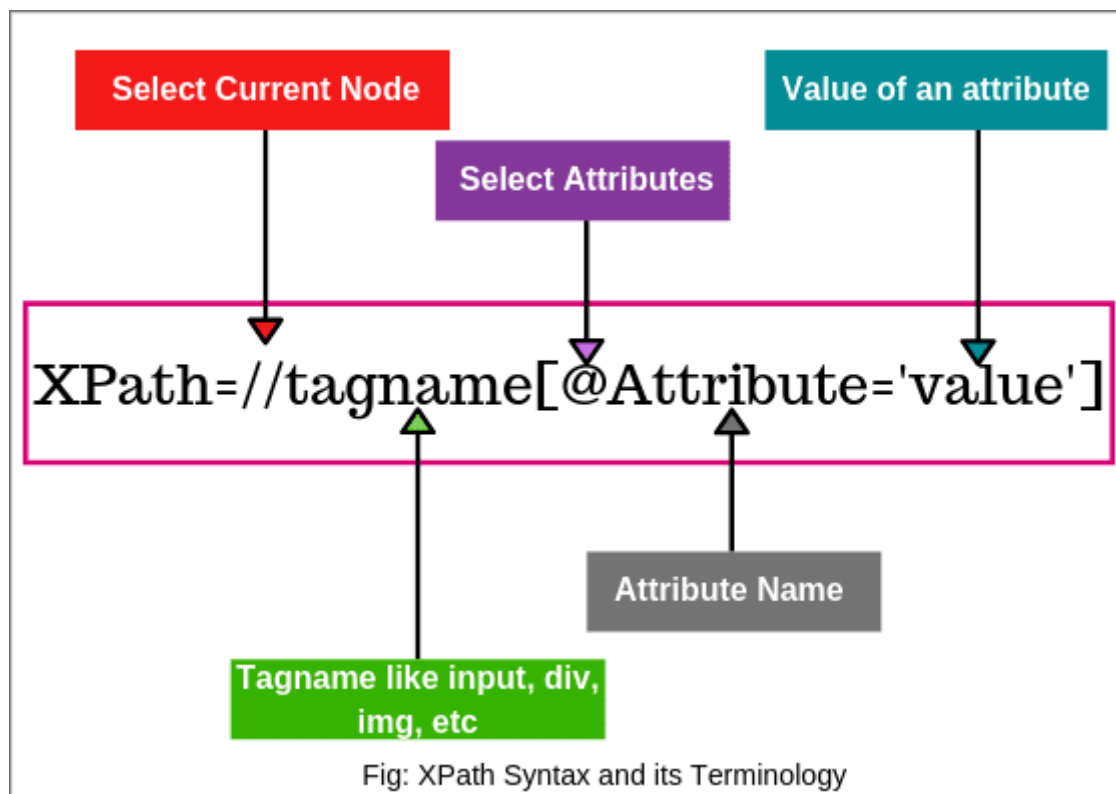 Select Current Node
Value of an attribute
Select Attributes
XPath=//tagname[@Attribute='value']
Attribute Name
Tagname like input, div,
img, etc
Fig: XPath Syntax and its Terminology